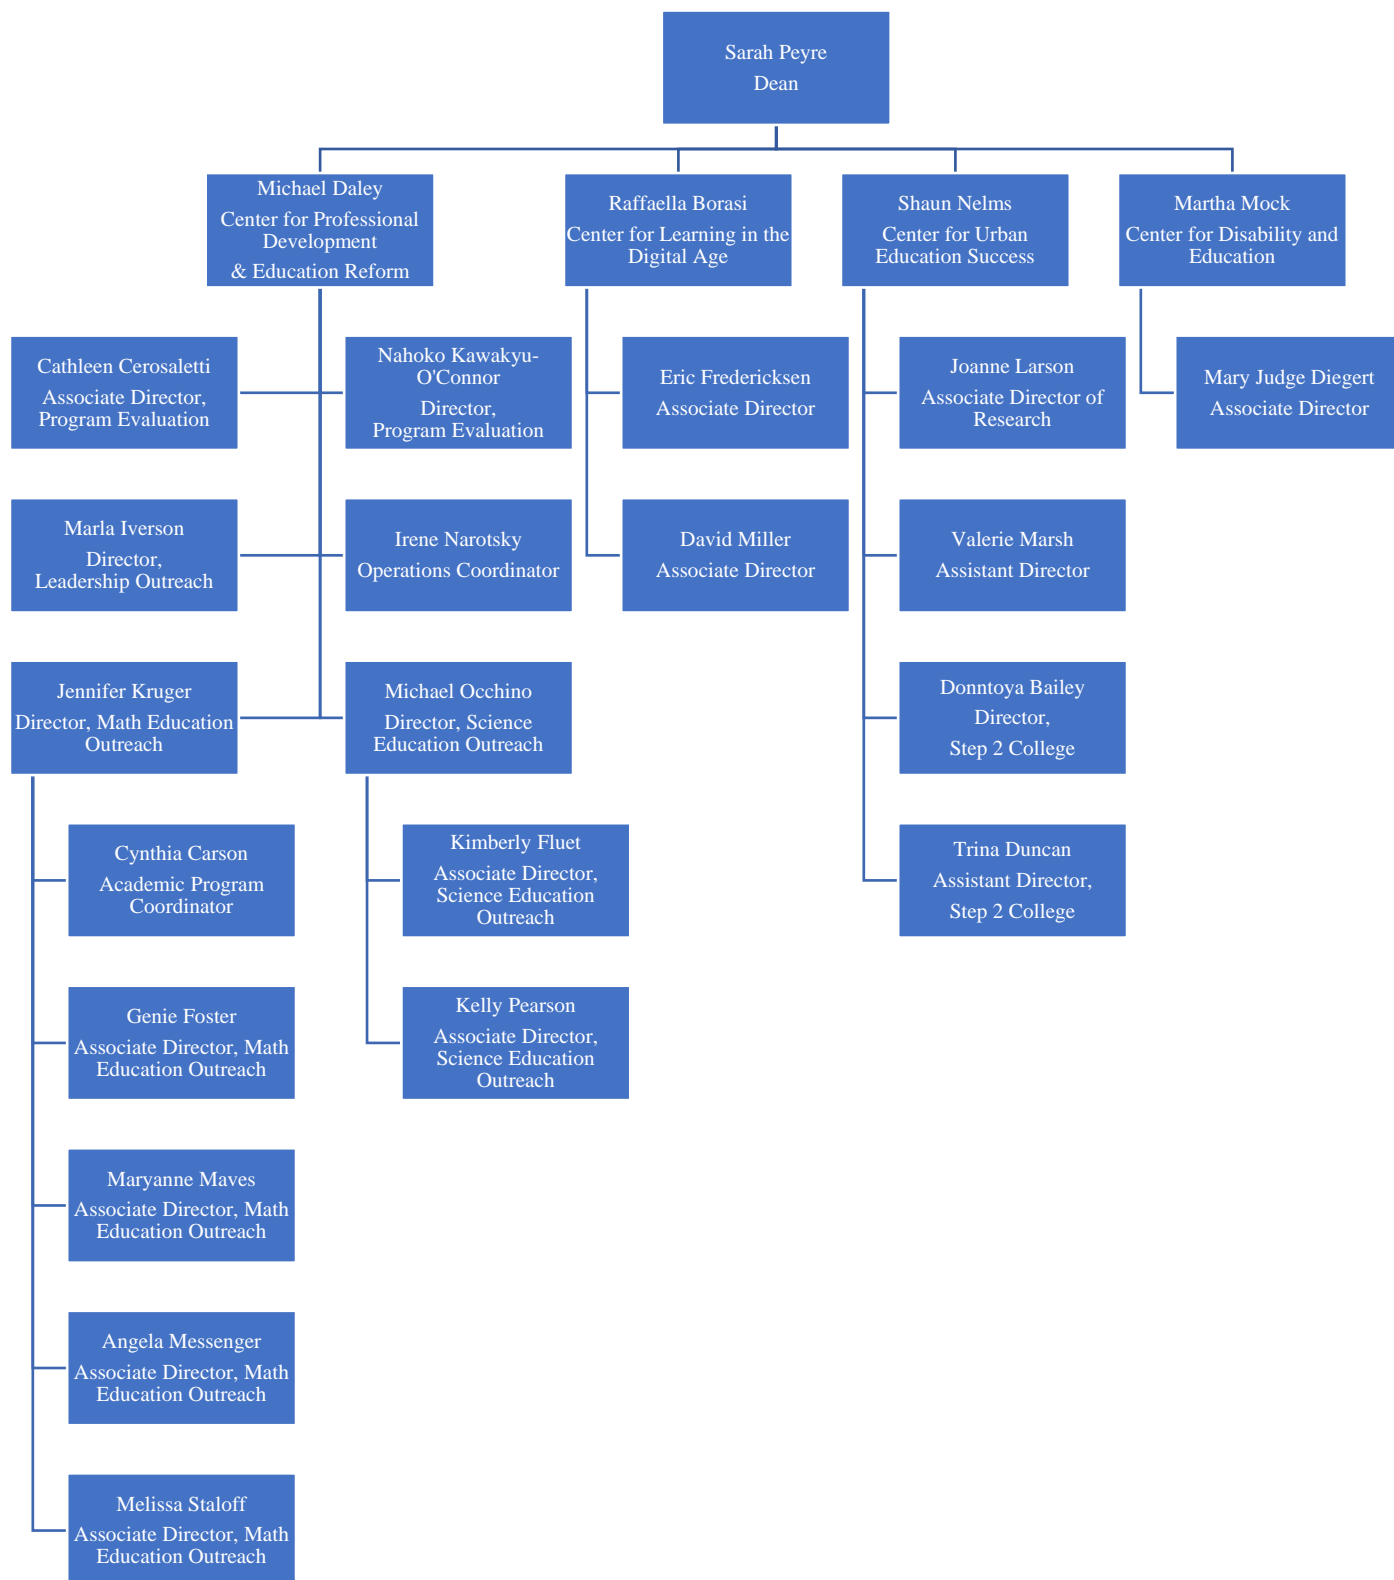 Sarah Peyre
Dean
Michael Daley
Center for Professional
Development
& Education Reform
Raffaella Borasi
Center for Learning in the
Digital Age
Shaun Nelms
Center for Urban
Education Success
Martha Mock
Center for Disability and
Education
Cathleen Cerosaletti
Associate Director,
Program Evaluation
Nahoko Kawakyu-
O'Connor
Director,
Program Evaluation
Eric Fredericksen
Associate Director
Joanne Larson
Associate Director of
Research
Mary Judge Diegert
Associate Director
Marla Iverson
Director,
Leadership Outreach
Irene Narotsky
Operations Coordinator
David Miller
Associate Director
Valerie Marsh
Assistant Director
Jennifer Kruger
Director, Math Education
Outreach
Michael Occhino
Director, Science
Education Outreach
Donntoya Bailey
Director,
Step 2 College
Cynthia Carson
Academic Program
Coordinator
Kimberly Fluet
Associate Director,
Science Education
Outreach
Trina Duncan
Assistant Director,
Step 2 College
Genie Foster
Associate Director, Math
Education Outreach
Kelly Pearson
Associate Director,
Science Education
Outreach
Maryanne Maves
Associate Director, Math
Education Outreach
Angela Messenger
Associate Director, Math
Education Outreach
Melissa Staloff
Associate Director, Math
Education Outreach